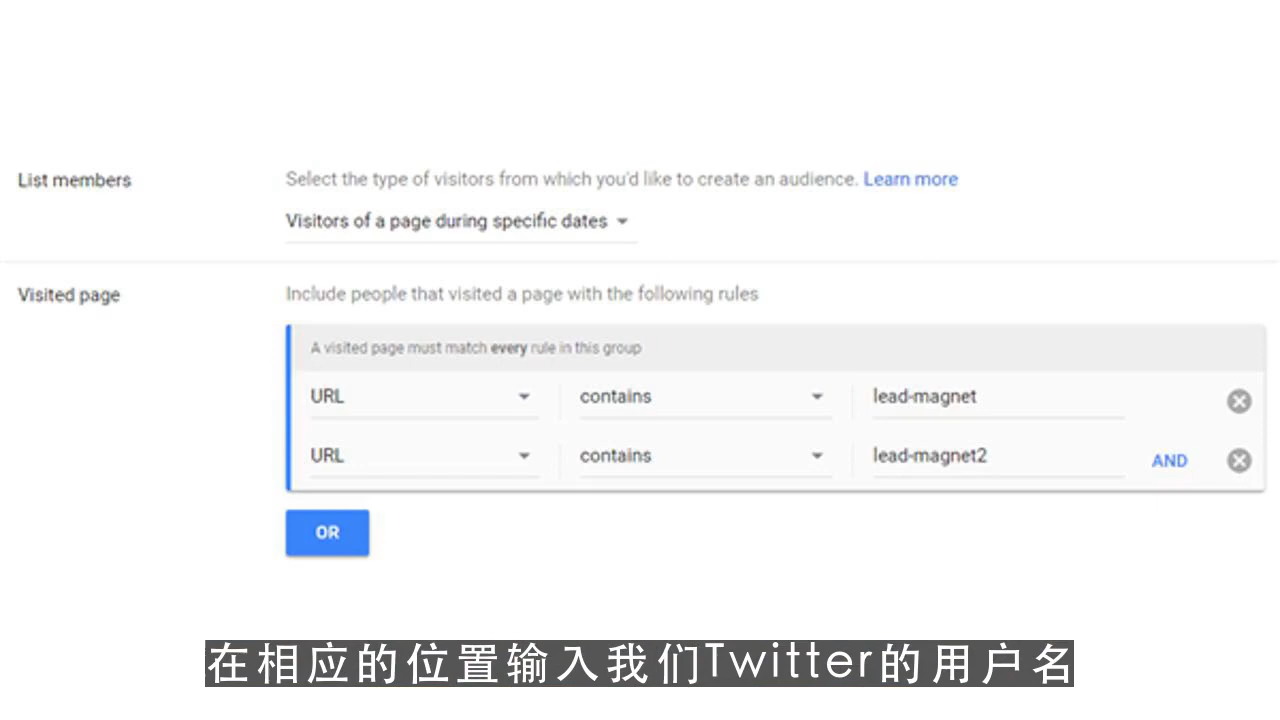 List members
Select the type of visitors from which you'd like to create an audience. Learn more
Visitors of a page during specific dates
Visited page
Include people that visited a page with the following rules
A visited page must match every rule in this group
URL contains lead-magnet
URL contains lead-magnet2 AND
OR
在相应的位置输入我们Twitter的用户名